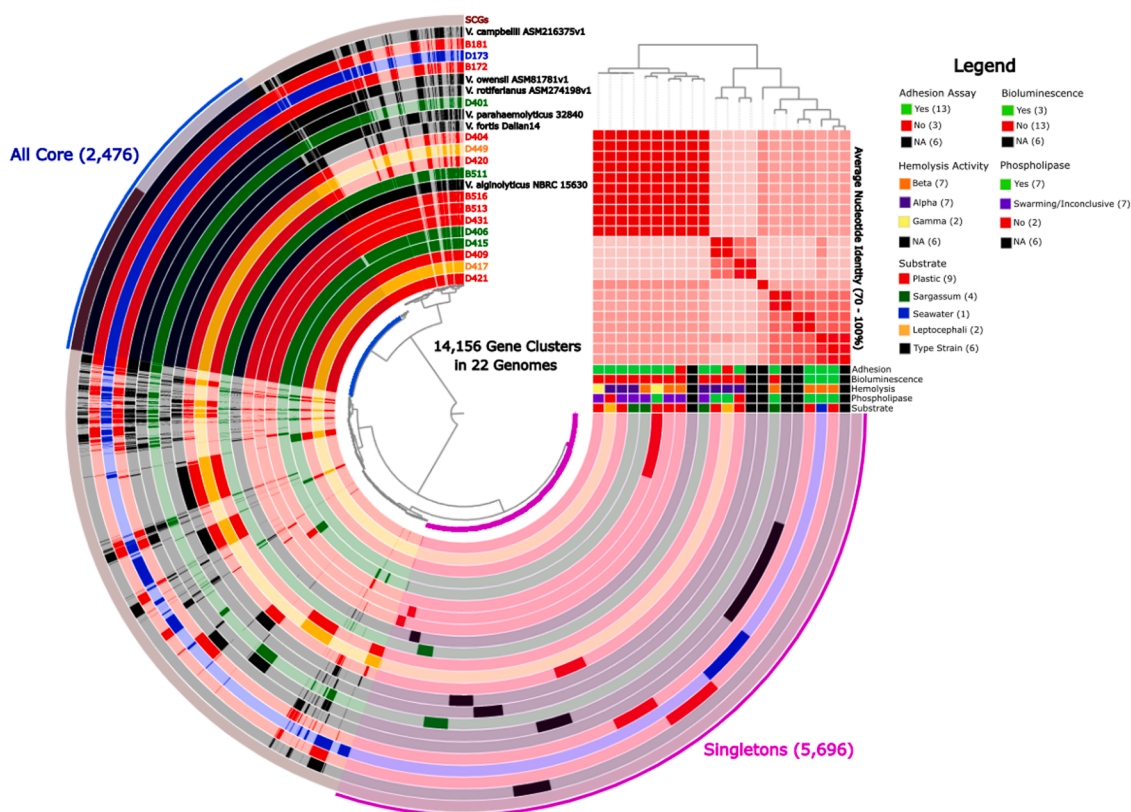 SCGs
V. campbellii ASM216375v1
B181
D173
B172
V. owensii ASM81781v1
V. rotiferianus ASM274198v1
D401
V. parahaemolyticus 32840
V. fortis Dalian14
D404
D449
D420
B511
V. alginolyticus NBRC 15630
B516
B513
D431
D406
D415
D409
D417
D421
All Core (2,476)
14,156 Gene Clusters
in 22 Genomes
Singletons (5,696)
Average Nucleotide Identity (70 - 100%)
Adhesion
Bioluminescence
Hemolysis
Phospholipase
Substrate
Legend
Adhesion Assay
Yes (13)
No (3)
NA (6)
Bioluminescence
Yes (3)
No (13)
NA (6)
Hemolysis Activity
Beta (7)
Alpha (7)
Gamma (2)
NA (6)
Phospholipase
Yes (7)
Swarming/Inconclusive (7)
No (2)
NA (6)
Substrate
Plastic (9)
Sargassum (4)
Seawater (1)
Leptocephali (2)
Type Strain (6)